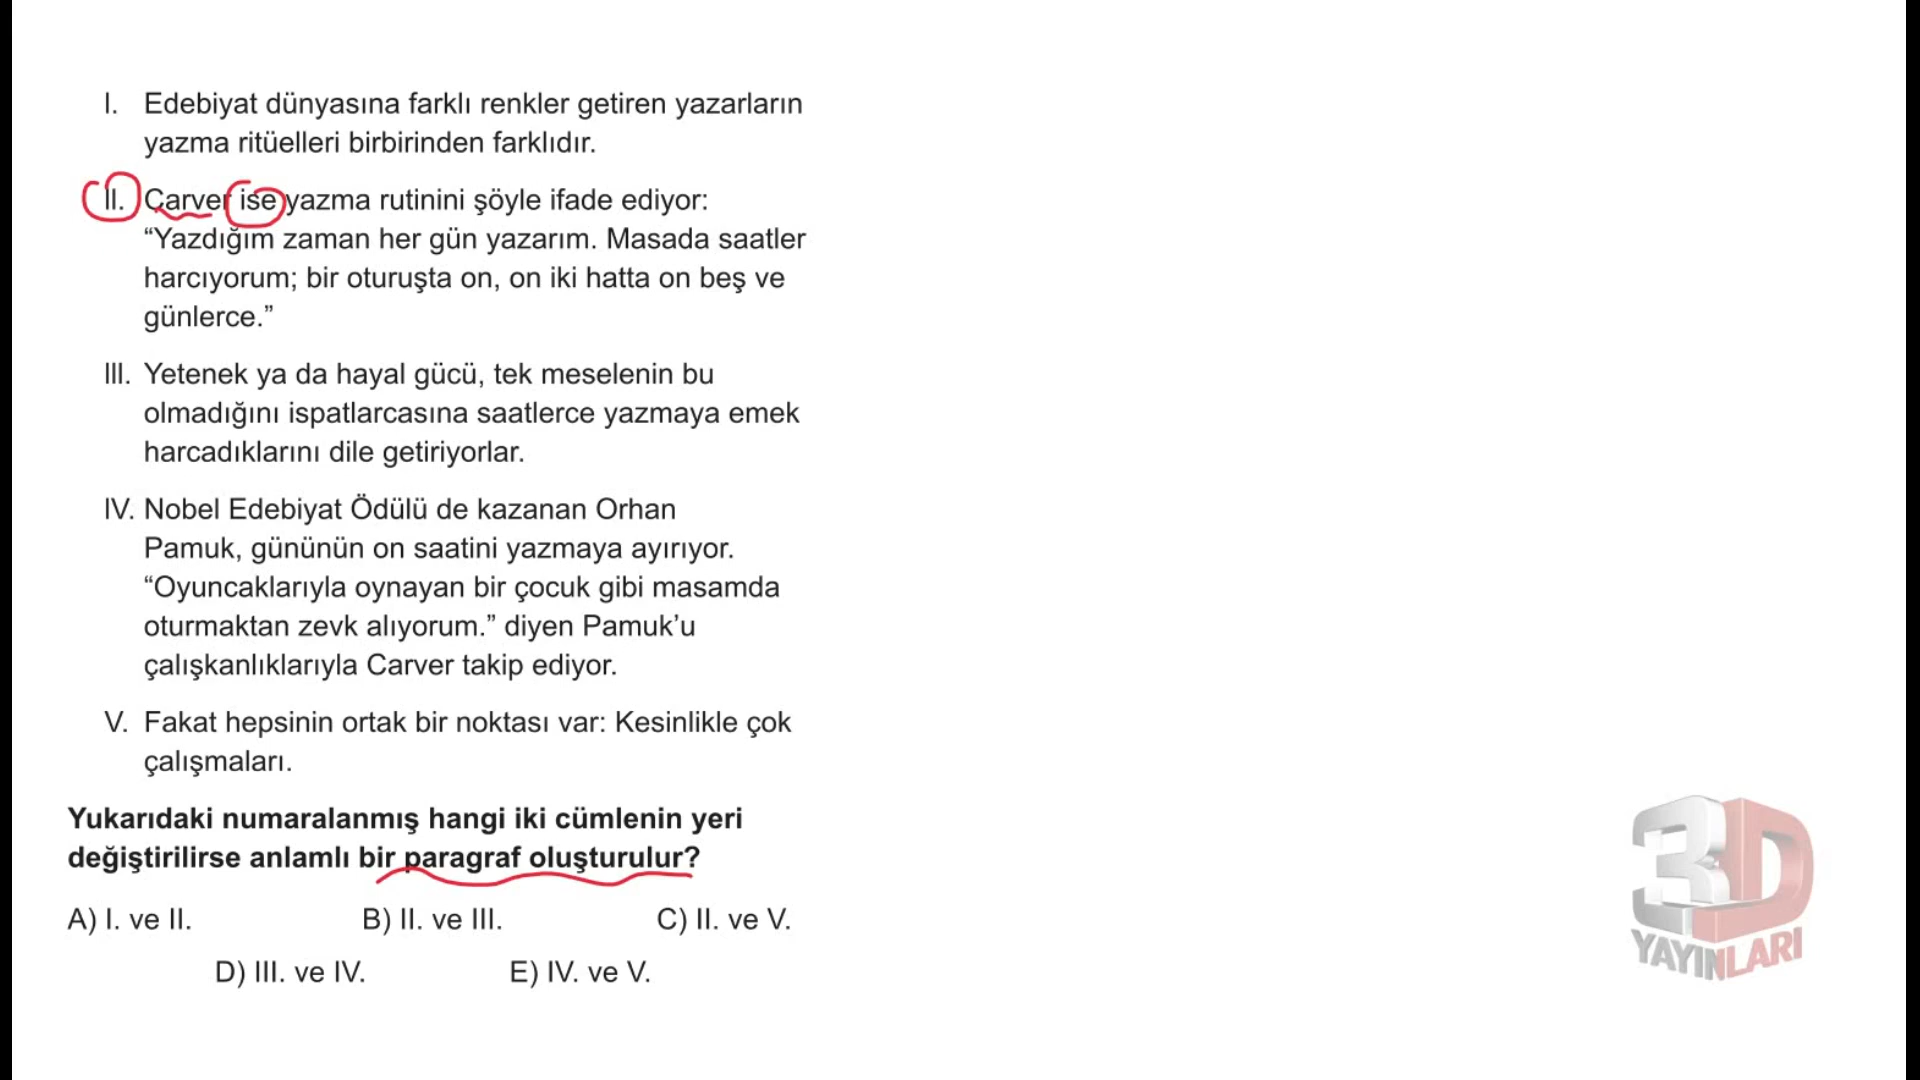 I. Edebiyat dünyasına farklı renkler getiren yazarların
yazma ritüelleri birbirinden farklıdır.
II. Carver ise yazma rutinini şöyle ifade ediyor:
“Yazdığım zaman her gün yazarım. Masada saatler
harcıyorum; bir oturuşta on, on iki hatta on beş ve
günlerce.”
III. Yetenek ya da hayal gücü, tek meselenin bu
olmadığını ispatlarcasına saatlerce yazmaya emek
harcadıklarını dile getiriyorlar.
IV. Nobel Edebiyat Ödülü de kazanan Orhan
Pamuk, gününün on saatini yazmaya ayırıyor.
“Oyuncaklarıyla oynayan bir çocuk gibi masamda
oturmaktan zevk alıyorum.” diyen Pamuk’u
çalışkanlıklarıyla Carver takip ediyor.
V. Fakat hepsinin ortak bir noktası var: Kesinlikle çok
çalışmaları.
Yukarıdaki numaralanmış hangi iki cümlenin yeri
değiştirilirse anlamlı bir paragraf oluşturulur?
A) I. ve II. B) II. ve III. C) II. ve V.
D) III. ve IV. E) IV. ve V.
3D
YAYINLARI